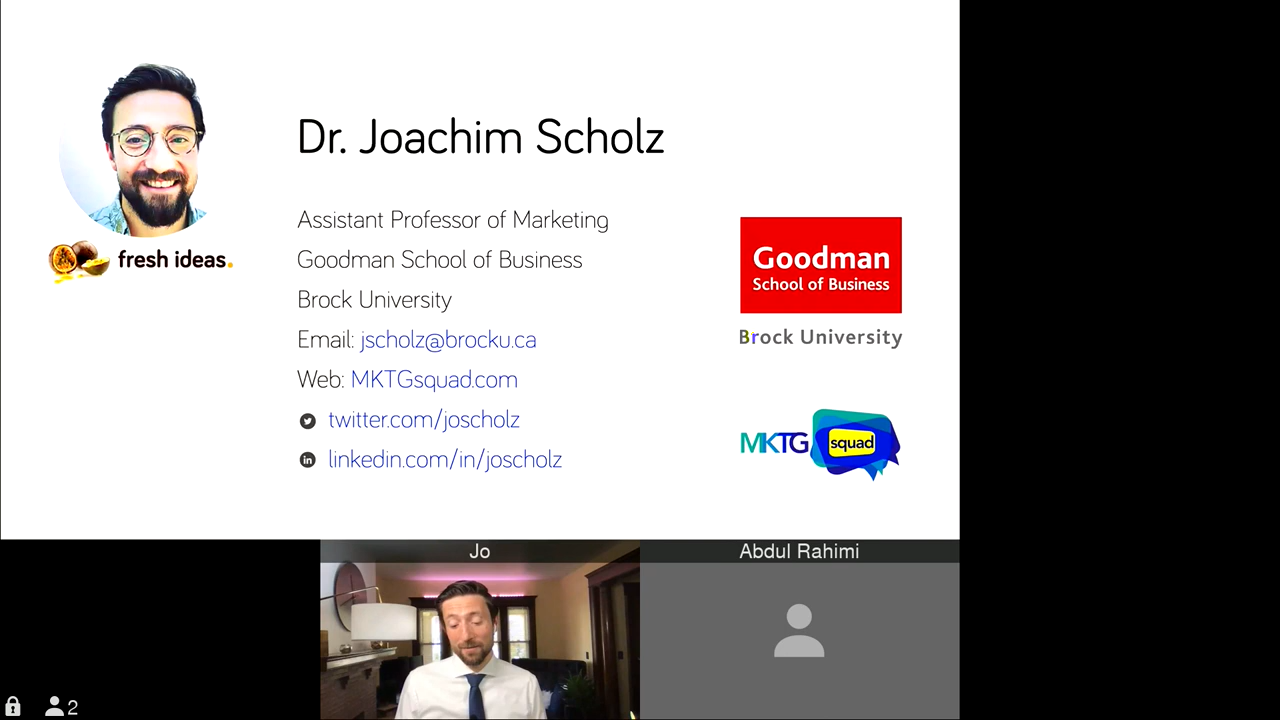 Dr. Joachim Scholz
fresh ideas.
Assistant Professor of Marketing
Goodman School of Business
Brock University
Email: jscholz@brocku.ca
Web: MKTGsquad.com
twitter.com/joscholz
in
linkedin.com/in/joscholz
Goodman
School of Business
Brock University
MKTG squad
Jo
Abdul Rahimi
2